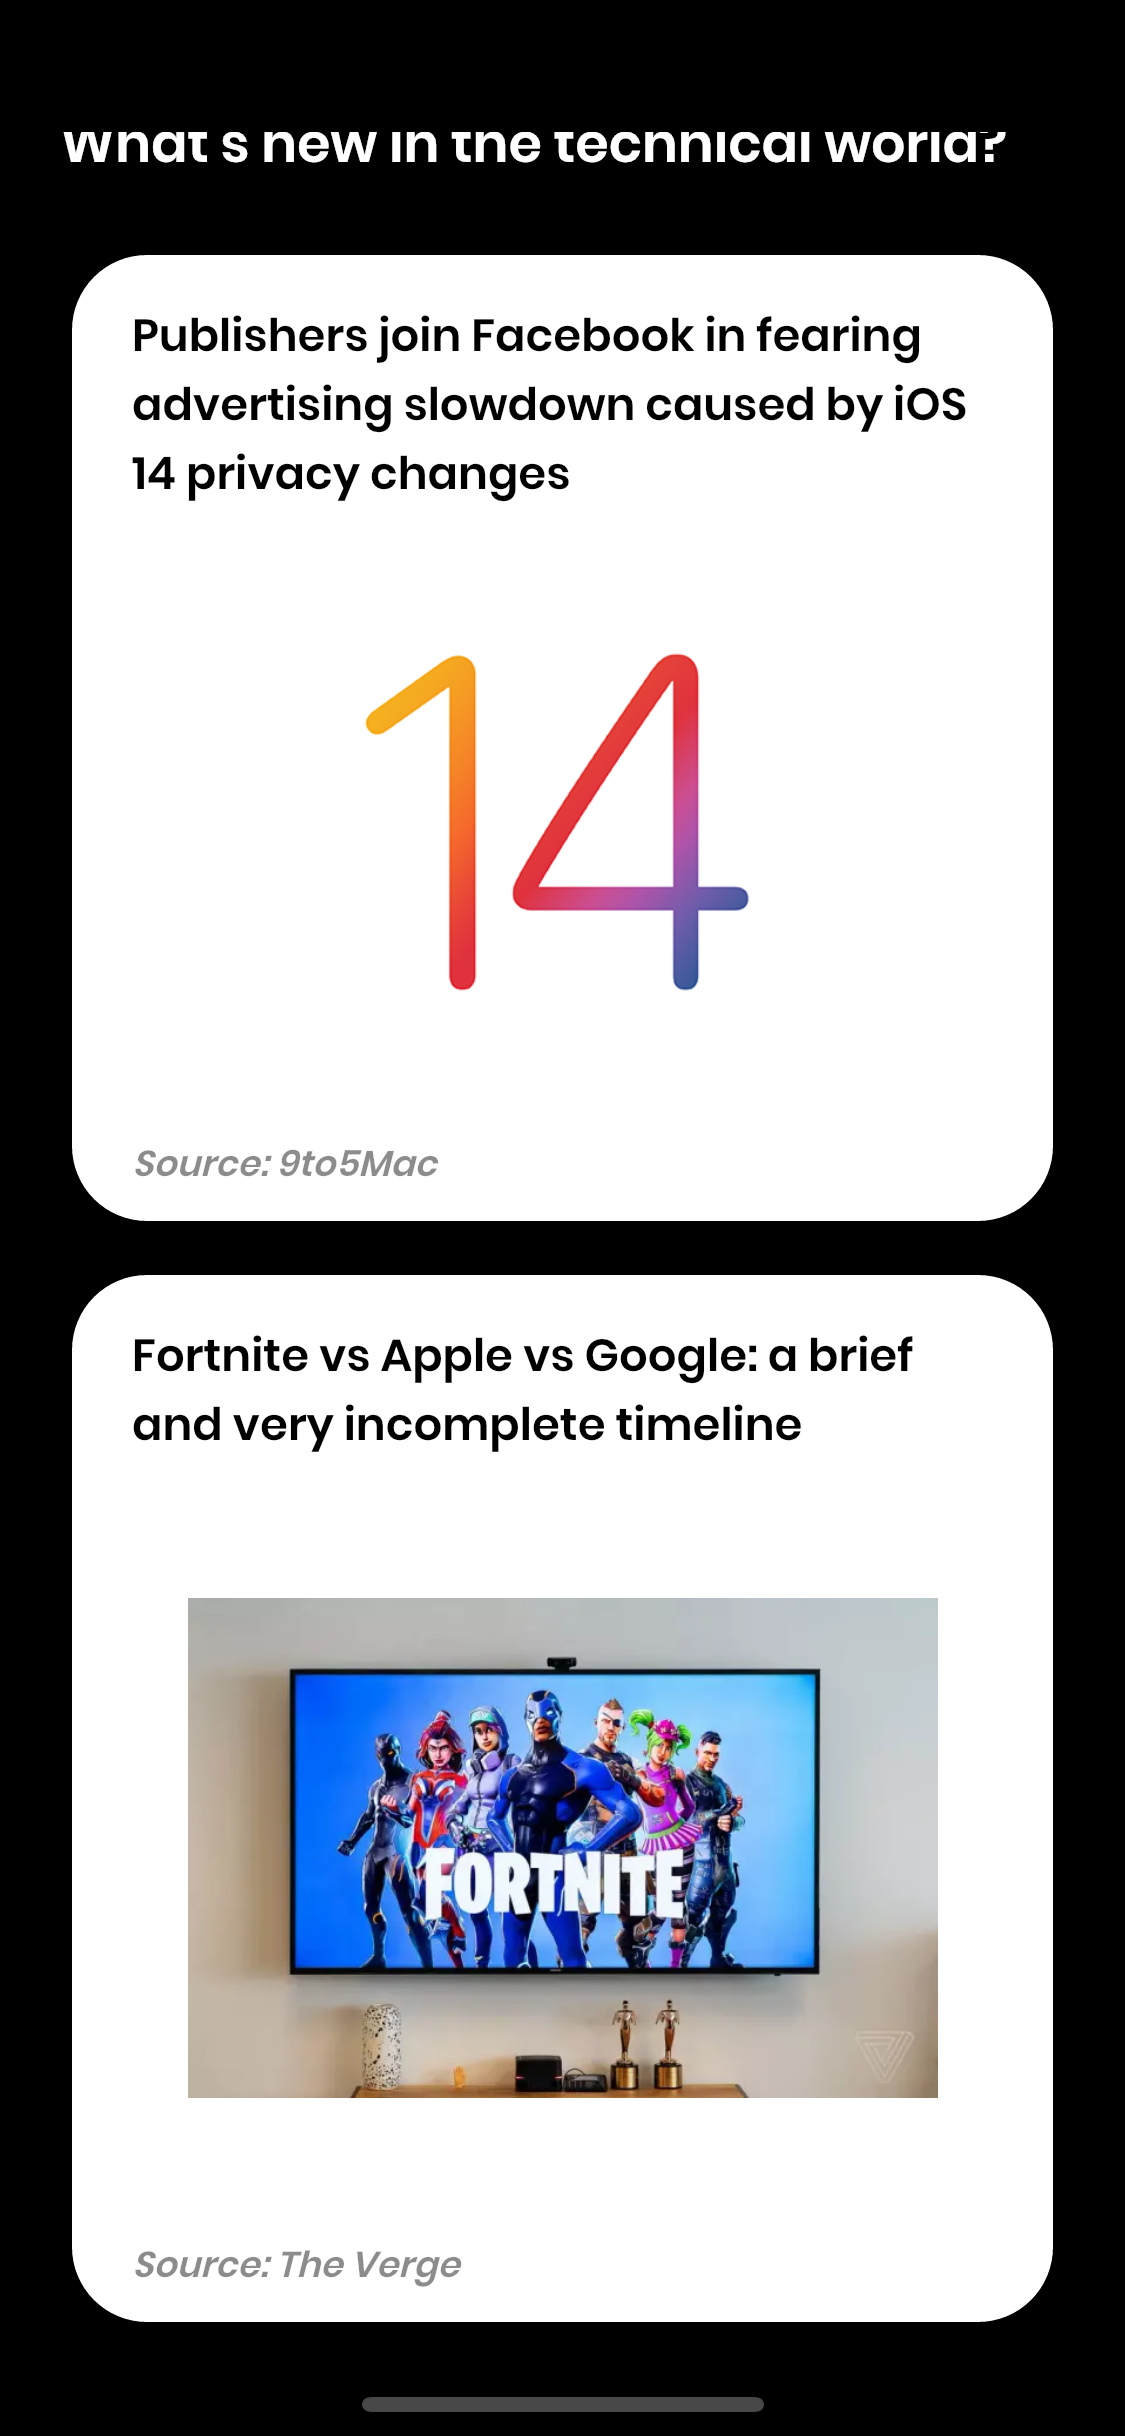 What's new in the technical world?
Publishers join Facebook in fearing
advertising slowdown caused by iOS
14 privacy changes
14
Source: 9to5Mac
Fortnite vs Apple vs Google: a brief
and very incomplete timeline
FORTNITE
Source: The Verge